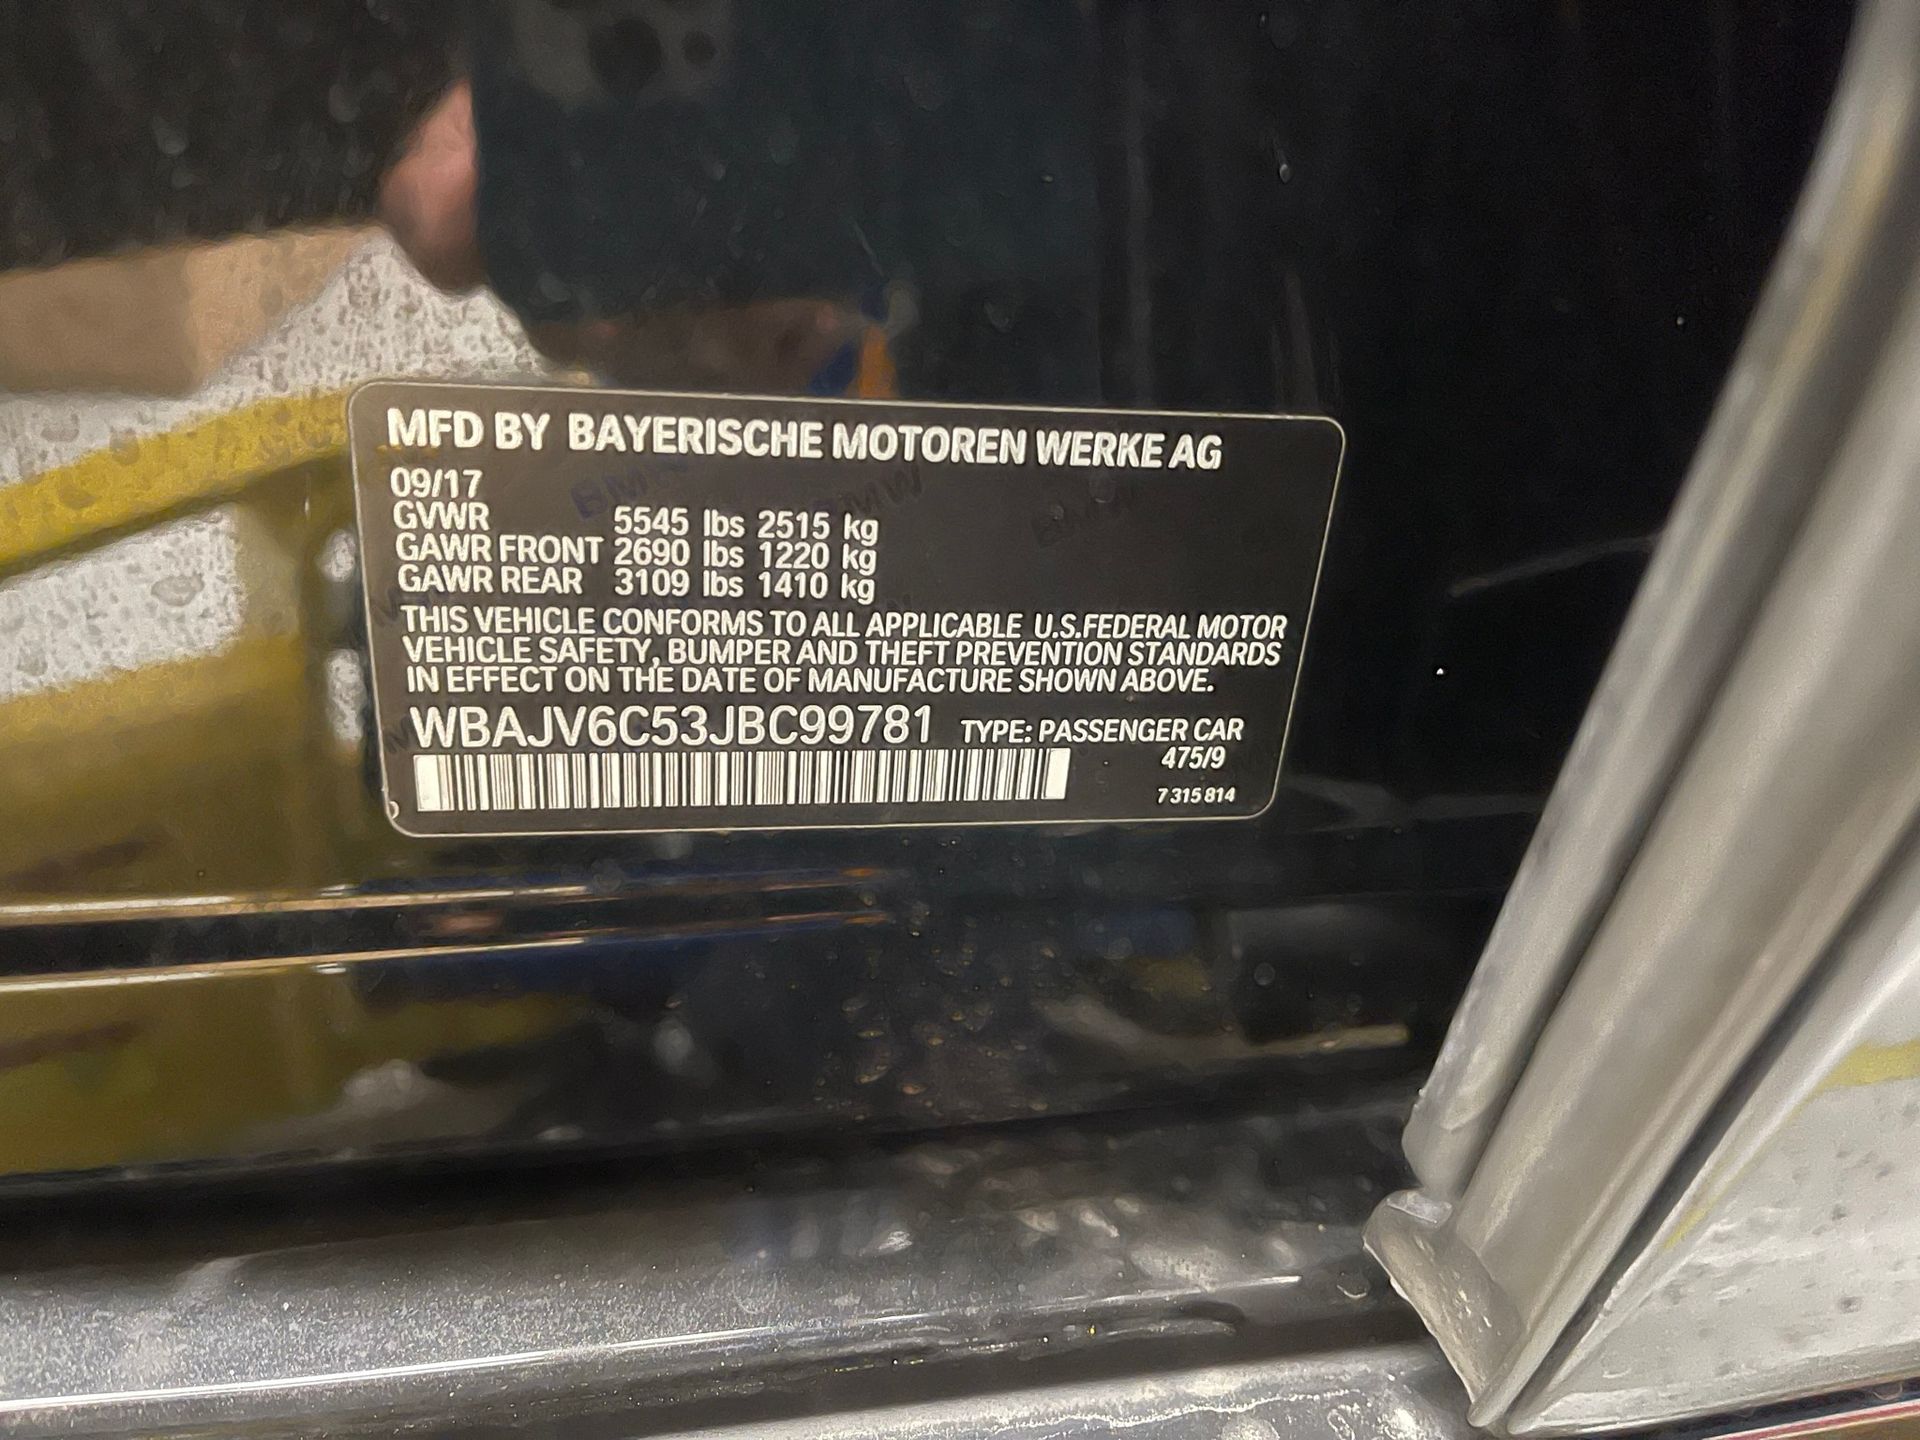 MFD BY BAYERISCHE MOTOREN WERKE AG
09/17
GVWR 5545 lbs 2515 kg
GAWR FRONT 2690 lbs 1220 kg
GAWR REAR 3109 lbs 1410 kg
THIS VEHICLE CONFORMS TO ALL APPLICABLE U.S.FEDERAL MOTOR
VEHICLE SAFETY, BUMPER AND THEFT PREVENTION STANDARDS
IN EFFECT ON THE DATE OF MANUFACTURE SHOWN ABOVE.
WBAJV6C53JBC99781 TYPE: PASSENGER CAR
475/9
7 315 814